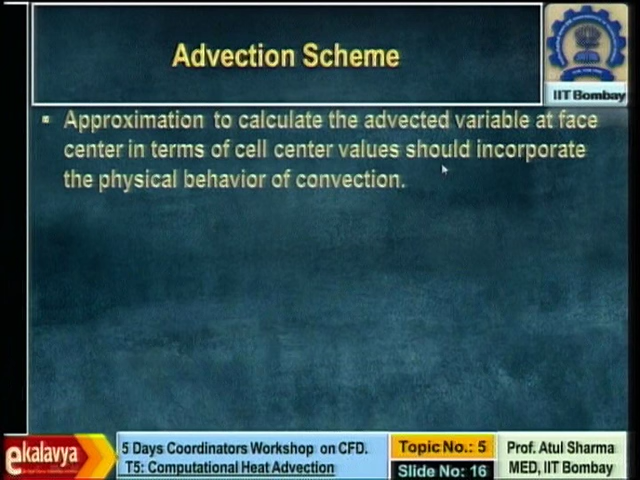 Advection Scheme
IIT Bombay
Approximation to calculate the advected variable at face
center in terms of cell center values should incorporate
the physical behavior of convection.
ekalavya
5 Days Coordinators Workshop on CFD.
T5: Computational Heat Advection
Topic No.: 5
Slide No: 16
Prof. Atul Sharma
MED, IIT Bombay